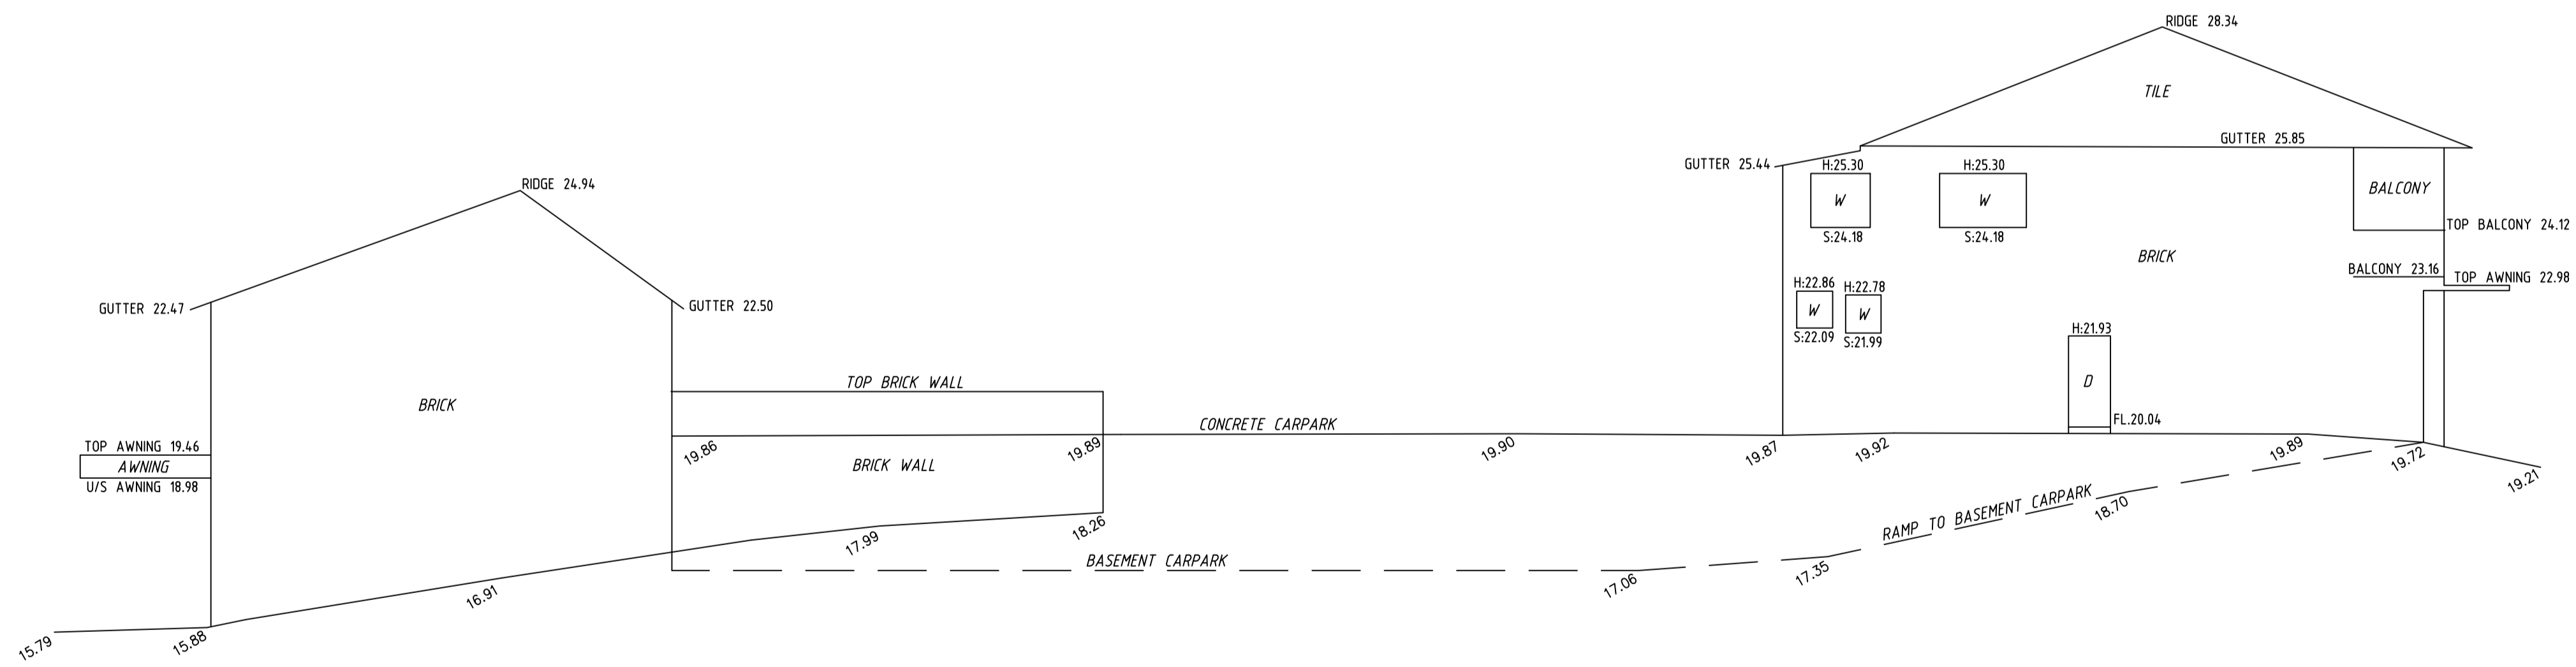 RIDGE 28.34
TILE
GUTTER 25.85
GUTTER 25.44
H:25.30
H:25.30
RIDGE 24.94
W
W
BALCONY
TOP BALCONY 24.12
S:24.18
S:24.18
BRICK
BALCONY 23.16
TOP AWNING 22.98
GUTTER 22.47
GUTTER 22.50
H:22.86
H:22.78
W
W
S:22.09
S:21.99
H:21.93
D
TOP BRICK WALL
BRICK
FL.20.04
CONCRETE CARPARK
TOP AWNING 19.46
AWNING
U/S AWNING 18.98
19.86
BRICK WALL
19.89
19.90
19.87
19.92
19.89
19.72
19.21
RAMP TO BASEMENT CARPARK
18.70
17.99
18.26
BASEMENT CARPARK
17.06
17.35
16.91
15.79
15.88